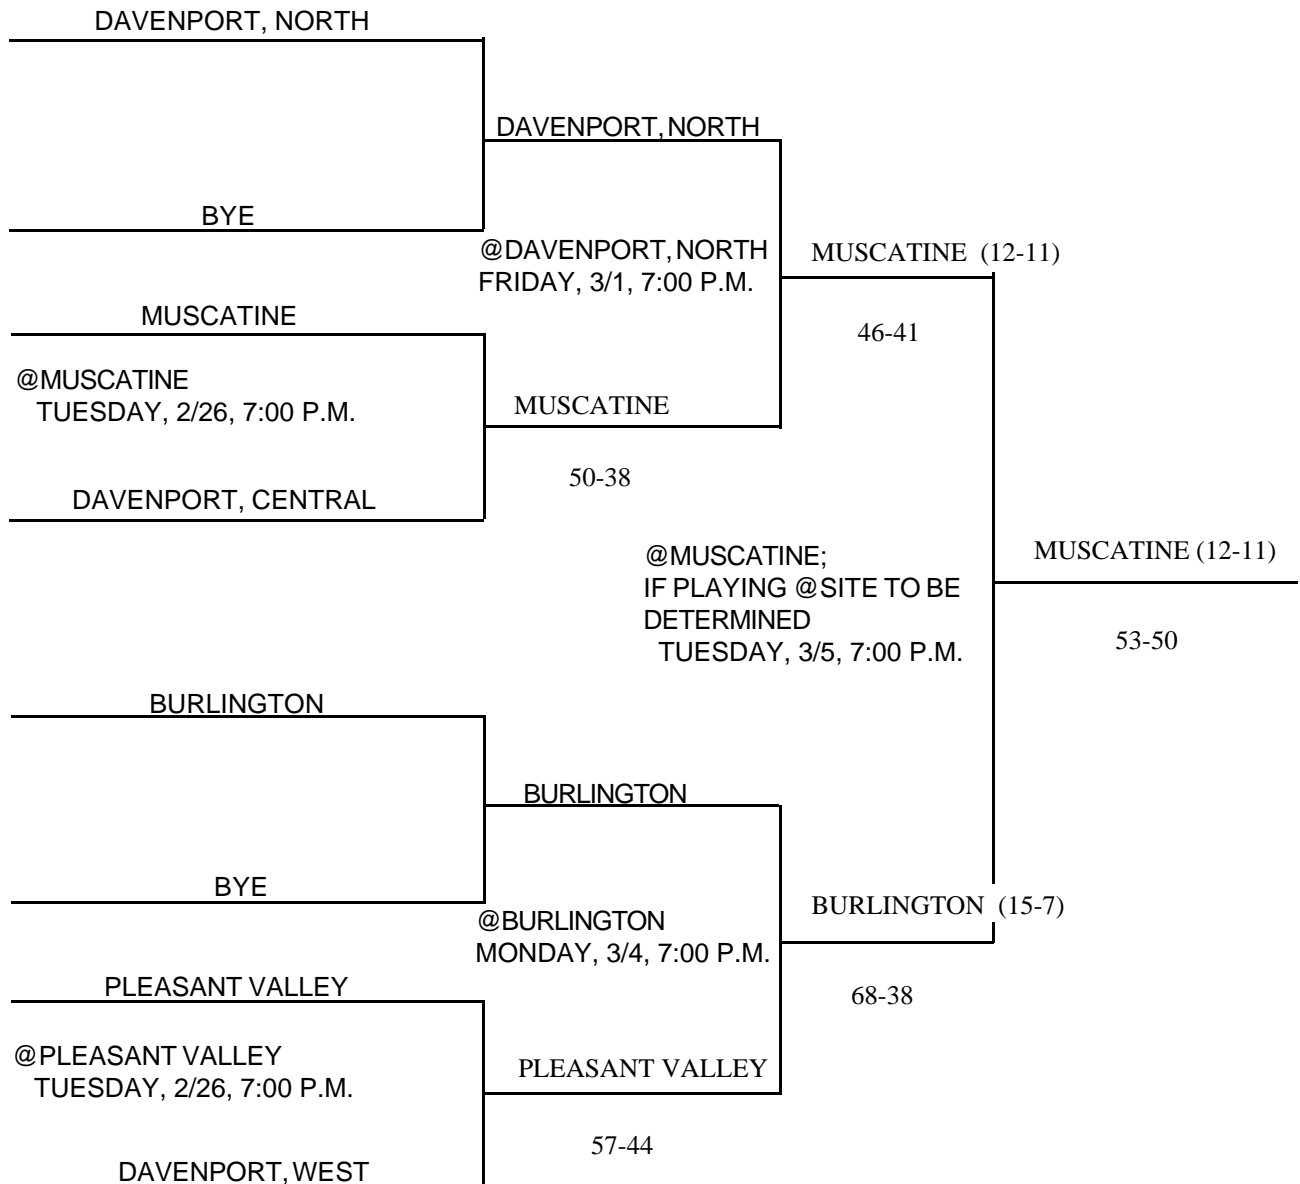 DAVENPORT, NORTH
DAVENPORT, NORTH
BYE
@DAVENPORT, NORTH
FRIDAY, 3/1, 7:00 P.M.
MUSCATINE (12-11)
46-41
MUSCATINE
@MUSCATINE
TUESDAY, 2/26, 7:00 P.M.
MUSCATINE
50-38
DAVENPORT, CENTRAL
@MUSCATINE;
IF PLAYING @SITE TO BE
DETERMINED
TUESDAY, 3/5, 7:00 P.M.
MUSCATINE (12-11)
53-50
BURLINGTON
BURLINGTON
BYE
@BURLINGTON
MONDAY, 3/4, 7:00 P.M.
BURLINGTON (15-7)
68-38
PLEASANT VALLEY
@PLEASANT VALLEY
TUESDAY, 2/26, 7:00 P.M.
PLEASANT VALLEY
57-44
DAVENPORT, WEST